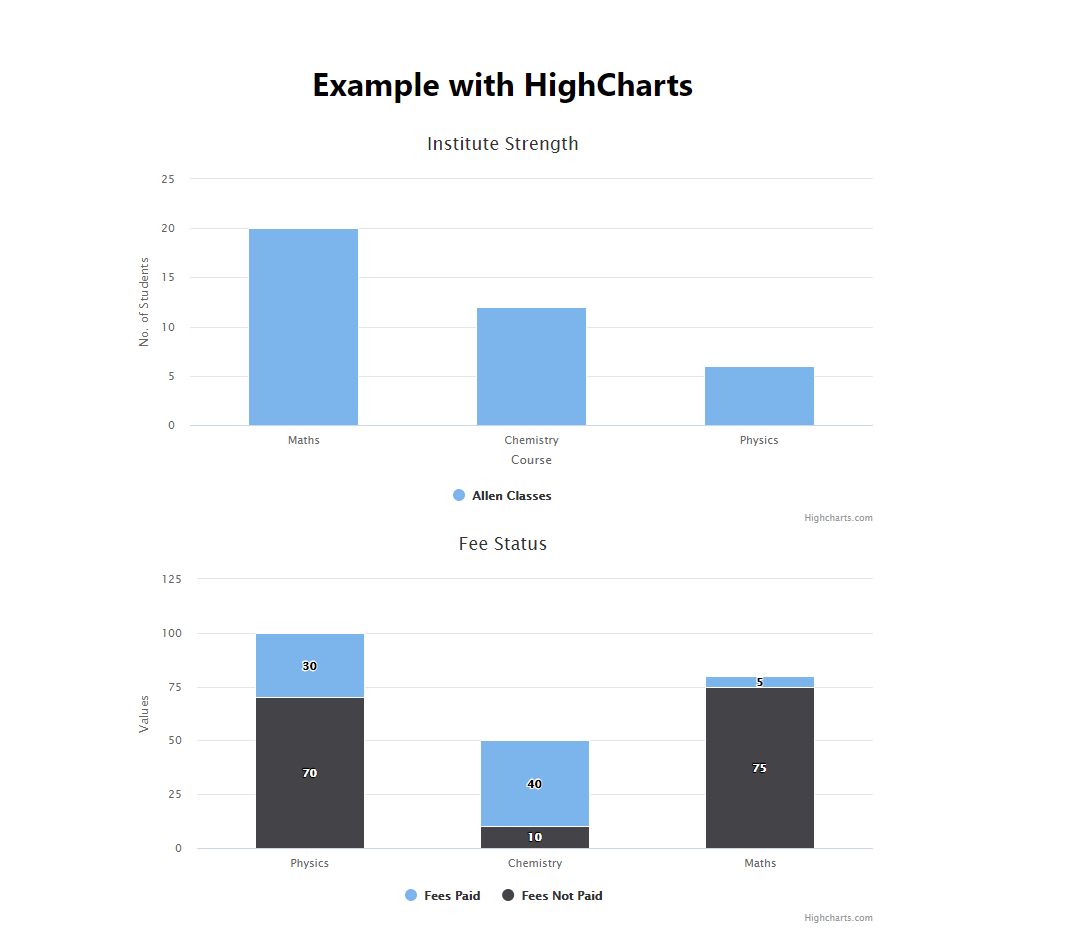 Example with HighCharts
Institute Strength
25
20
15
10
5
0
No. of Students
Maths Chemistry Physics
Course
Allen Classes
Highcharts.com
Fee Status
125
100
75
50
25
0
Values
30
70
40
10
5
75
Physics Chemistry Maths
Fees Paid Fees Not Paid
Highcharts.com